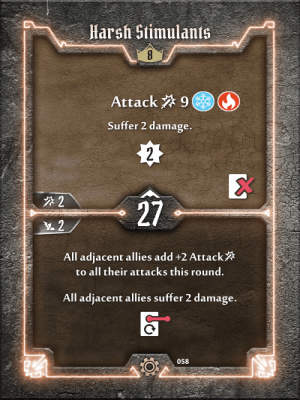 Harsh Stimulants
8
Attack 9
Suffer 2 damage.
2
2
27
2
All adjacent allies add +2 Attack
to all their attacks this round.
All adjacent allies suffer 2 damage.
058